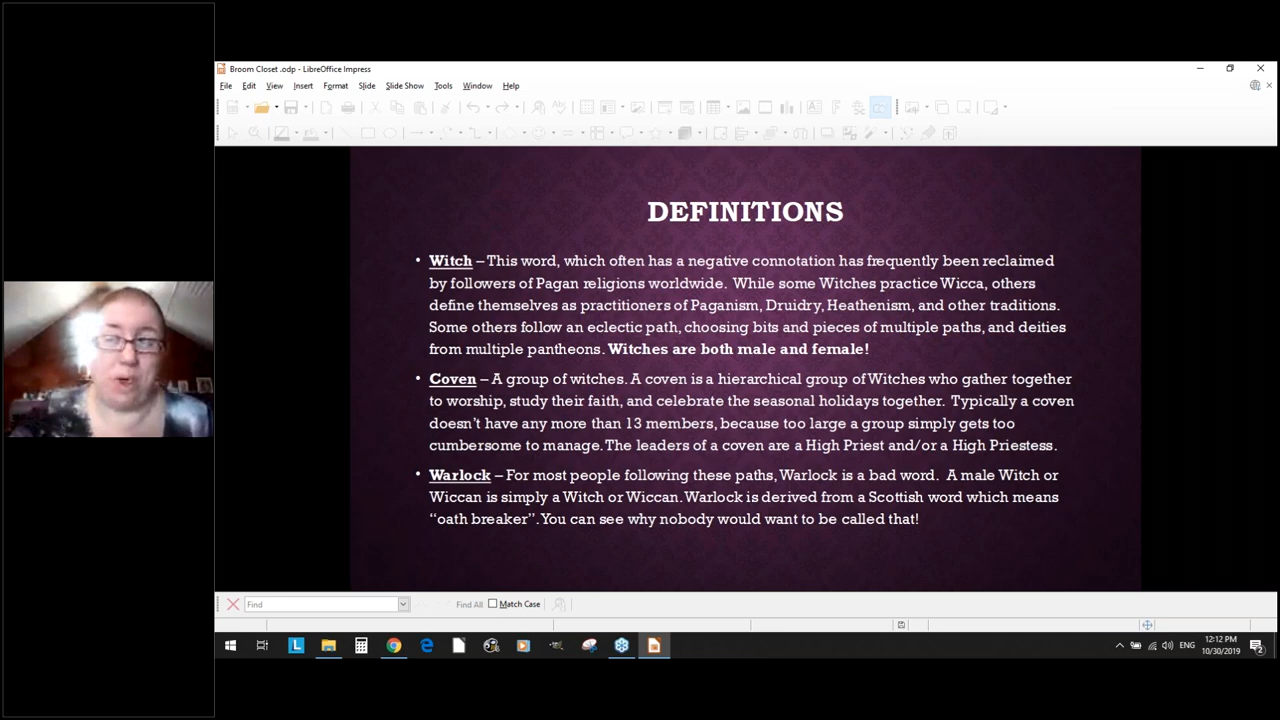 Broom Closet .odp - LibreOffice Impress
File Edit View Insert Format Slide Slide Show Tools Window Help
DEFINITIONS
• Witch – This word, which often has a negative connotation has frequently been reclaimed
by followers of Pagan religions worldwide. While some Witches practice Wicca, others
define themselves as practitioners of Paganism, Druidry, Heathenism, and other traditions.
Some others follow an eclectic path, choosing bits and pieces of multiple paths, and deities
from multiple pantheons. Witches are both male and female!
• Coven – A group of witches. A coven is a hierarchical group of Witches who gather together
to worship, study their faith, and celebrate the seasonal holidays together. Typically a coven
doesn't have any more than 13 members, because too large a group simply gets too
cumbersome to manage. The leaders of a coven are a High Priest and/or a High Priestess.
• Warlock – For most people following these paths, Warlock is a bad word. A male Witch or
Wiccan is simply a Witch or Wiccan. Warlock is derived from a Scottish word which means
“oath breaker”. You can see why nobody would want to be called that!
Find Find All Match Case
L ENG 12:12 PM
10/30/2019 2